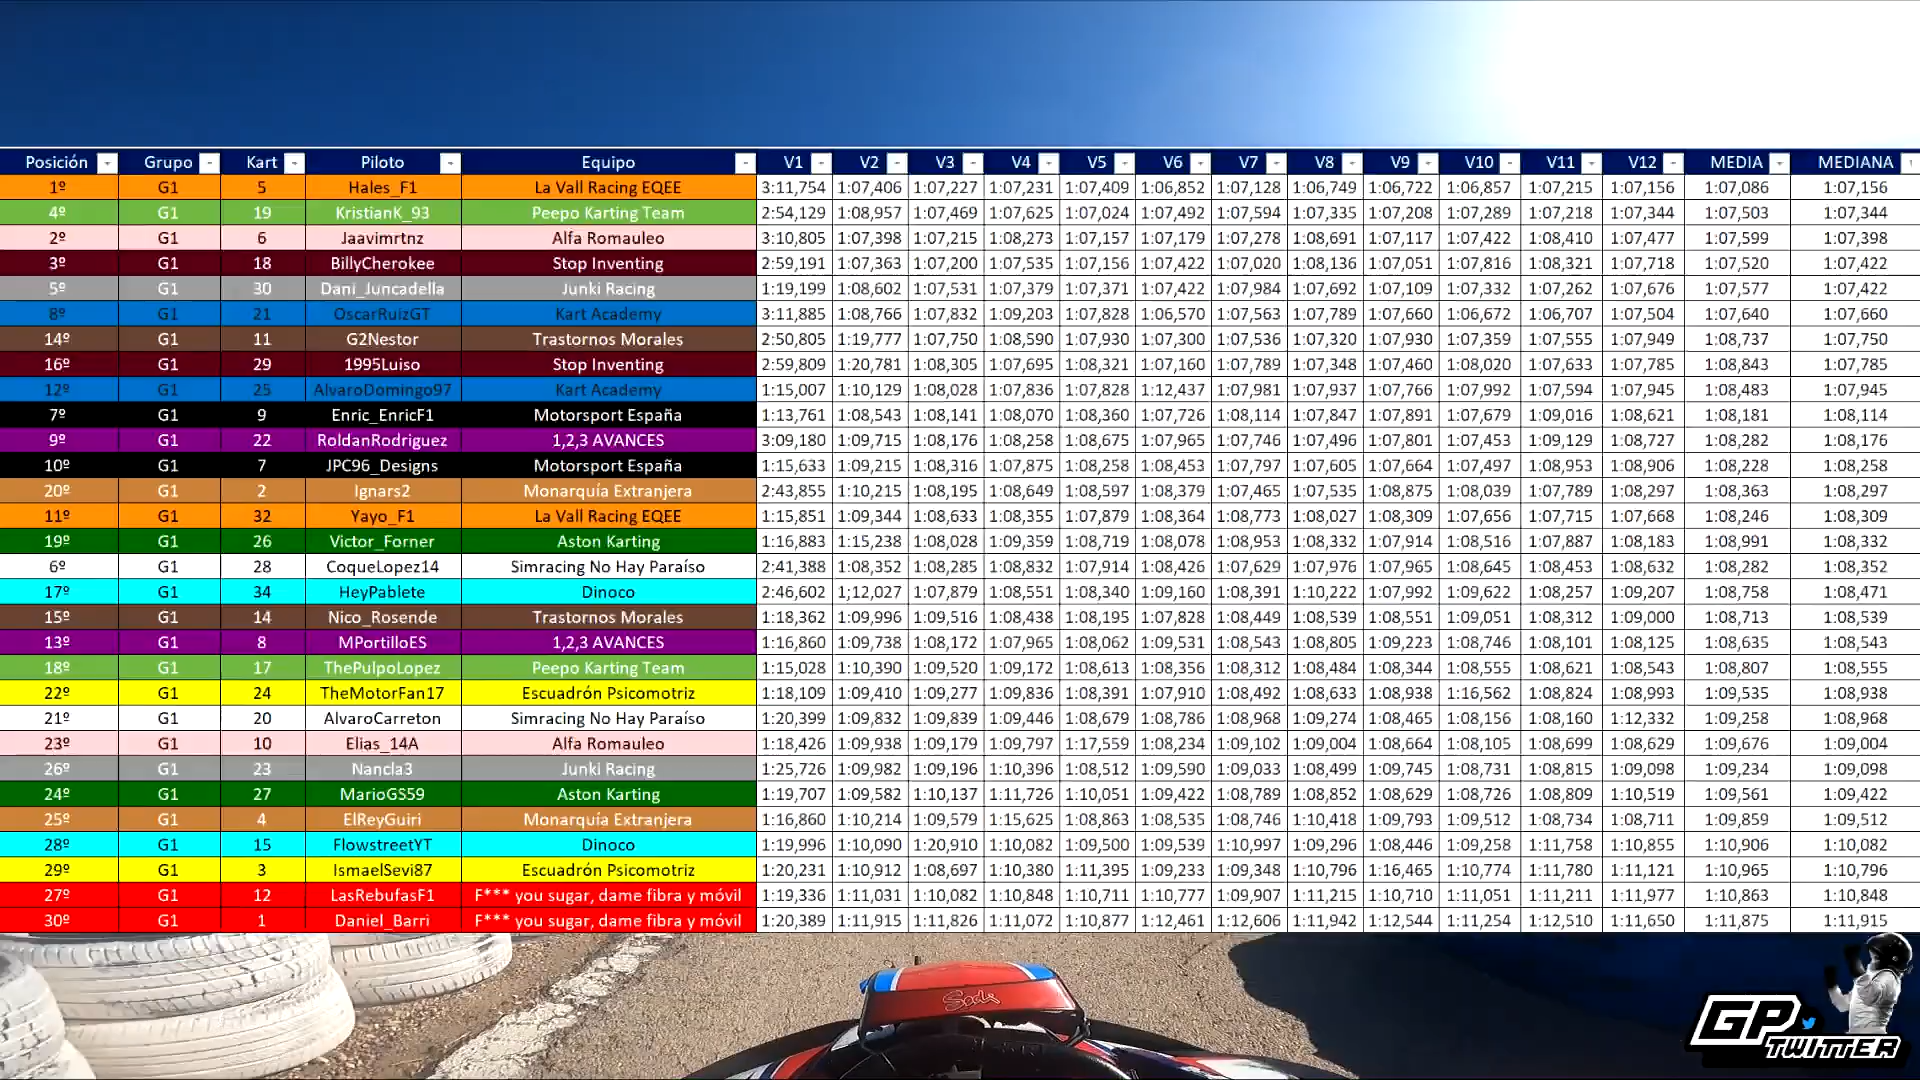 Posición Grupo Kart Piloto Equipo V1 V2 V3 V4 V5 V6 V7 V8 V9 V10 V11 V12 MEDIA MEDIANA
1º G1 5 Hales_F1 La Vall Racing EQEE 3:11,754 1:07,406 1:07,227 1:07,231 1:07,409 1:06,852 1:07,128 1:06,749 1:06,722 1:06,857 1:07,215 1:07,156 1:07,086 1:07,156
4º G1 19 KristianK_93 Peepo Karting Team 2:54,129 1:08,957 1:07,469 1:07,625 1:07,024 1:07,492 1:07,594 1:07,335 1:07,208 1:07,289 1:07,218 1:07,344 1:07,503 1:07,344
2º G1 6 Jaavimrtnz Alfa Romauleo 3:10,805 1:07,398 1:07,215 1:08,273 1:07,157 1:07,179 1:07,278 1:08,691 1:07,117 1:07,422 1:08,410 1:07,477 1:07,599 1:07,398
3º G1 18 BillyCherokee Stop Inventing 2:59,191 1:07,363 1:07,200 1:07,535 1:07,156 1:07,422 1:07,020 1:08,136 1:07,051 1:07,816 1:08,321 1:07,718 1:07,520 1:07,422
5º G1 30 Dani_Juncadella Junki Racing 1:19,199 1:08,602 1:07,531 1:07,379 1:07,371 1:07,422 1:07,984 1:07,692 1:07,109 1:07,332 1:07,262 1:07,676 1:07,577 1:07,422
8º G1 21 OscarRuizGT Kart Academy 3:11,885 1:08,766 1:07,832 1:09,203 1:07,828 1:06,570 1:07,563 1:07,789 1:07,660 1:06,672 1:06,707 1:07,504 1:07,640 1:07,660
14º G1 11 G2Nestor Trastornos Morales 2:50,805 1:19,777 1:07,750 1:08,590 1:07,930 1:07,300 1:07,536 1:07,320 1:07,930 1:07,359 1:07,555 1:07,949 1:08,737 1:07,750
16º G1 29 1995Luiso Stop Inventing 2:59,809 1:20,781 1:08,305 1:07,695 1:08,321 1:07,160 1:07,789 1:07,348 1:07,460 1:08,020 1:07,633 1:07,785 1:08,843 1:07,785
12º G1 25 AlvaroDomingo97 Kart Academy 1:15,007 1:10,129 1:08,028 1:07,836 1:07,828 1:12,437 1:07,981 1:07,937 1:07,766 1:07,992 1:07,594 1:07,945 1:08,483 1:07,945
7º G1 9 Enric_EnricF1 Motorsport España 1:13,761 1:08,543 1:08,141 1:08,070 1:08,360 1:07,726 1:08,114 1:07,847 1:07,891 1:07,679 1:09,016 1:08,621 1:08,181 1:08,114
9º G1 22 RoldanRodriguez 1,2,3 AVANCES 3:09,180 1:09,715 1:08,176 1:08,258 1:08,675 1:07,965 1:07,746 1:07,496 1:07,801 1:07,453 1:09,129 1:08,727 1:08,282 1:08,176
10º G1 7 JPC96_Designs Motorsport España 1:15,633 1:09,215 1:08,316 1:07,875 1:08,258 1:08,453 1:07,797 1:07,605 1:07,664 1:07,497 1:08,953 1:08,906 1:08,228 1:08,258
20º G1 2 Ignars2 Monarquía Extranjera 2:43,855 1:10,215 1:08,195 1:08,649 1:08,597 1:08,379 1:07,465 1:07,535 1:08,875 1:08,039 1:07,789 1:08,297 1:08,363 1:08,297
11º G1 32 Yayo_F1 La Vall Racing EQEE 1:15,851 1:09,344 1:08,633 1:08,355 1:07,879 1:08,364 1:08,773 1:08,027 1:08,309 1:07,656 1:07,715 1:07,668 1:08,246 1:08,309
19º G1 26 Victor_Forner Aston Karting 1:16,883 1:15,238 1:08,028 1:09,359 1:08,719 1:08,078 1:08,953 1:08,332 1:07,914 1:08,516 1:07,887 1:08,183 1:08,991 1:08,332
6º G1 28 CoqueLopez14 Simracing No Hay Paraíso 2:41,388 1:08,352 1:08,285 1:08,832 1:07,914 1:08,426 1:07,629 1:07,976 1:07,965 1:08,645 1:08,453 1:08,632 1:08,282 1:08,352
17º G1 34 HeyPablete Dinoco 2:46,602 1;12,027 1:07,879 1:08,551 1:08,340 1:09,160 1:08,391 1:10,222 1:07,992 1:09,622 1:08,257 1:09,207 1:08,758 1:08,471
15º G1 14 Nico_Rosende Trastornos Morales 1:18,362 1:09,996 1:09,516 1:08,438 1:08,195 1:07,828 1:08,449 1:08,539 1:08,551 1:09,051 1:08,312 1:09,000 1:08,713 1:08,539
13º G1 8 MPortilloES 1,2,3 AVANCES 1:16,860 1:09,738 1:08,172 1:07,965 1:08,062 1:09,531 1:08,543 1:08,805 1:09,223 1:08,746 1:08,101 1:08,125 1:08,635 1:08,543
18º G1 17 ThePulpoLopez Peepo Karting Team 1:15,028 1:10,390 1:09,520 1:09,172 1:08,613 1:08,356 1:08,312 1:08,484 1:08,344 1:08,555 1:08,621 1:08,543 1:08,807 1:08,555
22º G1 24 TheMotorFan17 Escuadrón Psicomotriz 1:18,109 1:09,410 1:09,277 1:09,836 1:08,391 1:07,910 1:08,492 1:08,633 1:08,938 1:16,562 1:08,824 1:08,993 1:09,535 1:08,938
21º G1 20 AlvaroCarreton Simracing No Hay Paraíso 1:20,399 1:09,832 1:09,839 1:09,446 1:08,679 1:08,786 1:08,968 1:09,274 1:08,465 1:08,156 1:08,160 1:12,332 1:09,258 1:08,968
23º G1 10 Elias_14A Alfa Romauleo 1:18,426 1:09,938 1:09,179 1:09,797 1:17,559 1:08,234 1:09,102 1:09,004 1:08,664 1:08,105 1:08,699 1:08,629 1:09,676 1:09,004
26º G1 23 Nancla3 Junki Racing 1:25,726 1:09,982 1:09,196 1:10,396 1:08,512 1:09,590 1:09,033 1:08,499 1:09,745 1:08,731 1:08,815 1:09,098 1:09,234 1:09,098
24º G1 27 MarioGS59 Aston Karting 1:19,707 1:09,582 1:10,137 1:11,726 1:10,051 1:09,422 1:08,789 1:08,852 1:08,629 1:08,726 1:08,809 1:10,519 1:09,561 1:09,422
25º G1 4 ElReyGuiri Monarquía Extranjera 1:16,860 1:10,214 1:09,579 1:15,625 1:08,863 1:08,535 1:08,746 1:10,418 1:09,793 1:09,512 1:08,734 1:08,711 1:09,859 1:09,512
28º G1 15 FlowstreetYT Dinoco 1:19,996 1:10,090 1:20,910 1:10,082 1:09,500 1:09,539 1:10,997 1:09,296 1:08,446 1:09,258 1:11,758 1:10,855 1:10,906 1:10,082
29º G1 3 IsmaelSevi87 Escuadrón Psicomotriz 1:20,231 1:10,912 1:08,697 1:10,380 1:11,395 1:09,233 1:09,348 1:10,796 1:16,465 1:10,774 1:11,780 1:11,121 1:10,965 1:10,796
27º G1 12 LasRebufasF1 F*** you sugar, dame fibra y móvil 1:19,336 1:11,031 1:10,082 1:10,848 1:10,711 1:10,777 1:09,907 1:11,215 1:10,710 1:11,051 1:11,211 1:11,977 1:10,863 1:10,848
30º G1 1 Daniel_Barri F*** you sugar, dame fibra y móvil 1:20,389 1:11,915 1:11,826 1:11,072 1:10,877 1:12,461 1:12,606 1:11,942 1:12,544 1:11,254 1:12,510 1:11,650 1:11,875 1:11,915
Sodi
GP
TWITTER